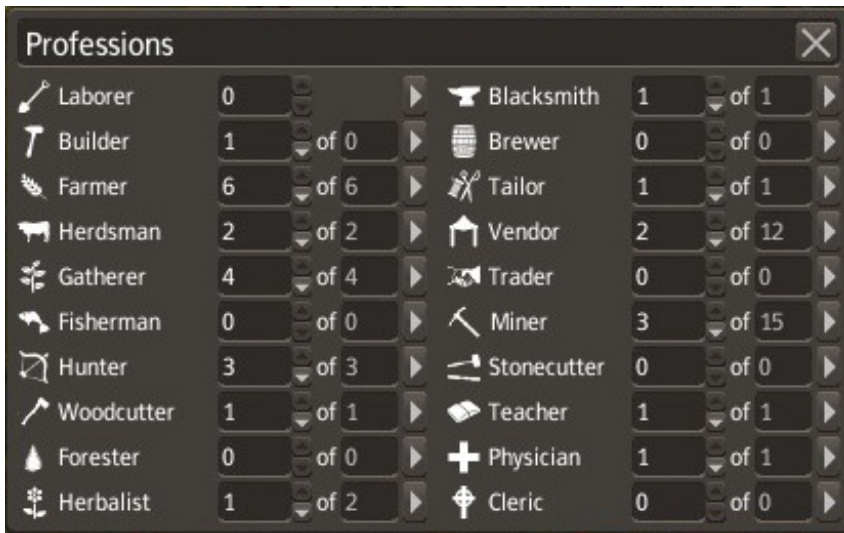 Professions
Laborer 0
Builder 1 of 0
Farmer 6 of 6
Herdsman 2 of 2
Gatherer 4 of 4
Fisherman 0 of 0
Hunter 3 of 3
Woodcutter 1 of 1
Forester 0 of 0
Herbalist 1 of 2
Blacksmith 1 of 1
Brewer 0 of 0
Tailor 1 of 1
Vendor 2 of 12
Trader 0 of 0
Miner 3 of 15
Stonecutter 0 of 0
Teacher 1 of 1
Physician 1 of 1
Cleric 0 of 0